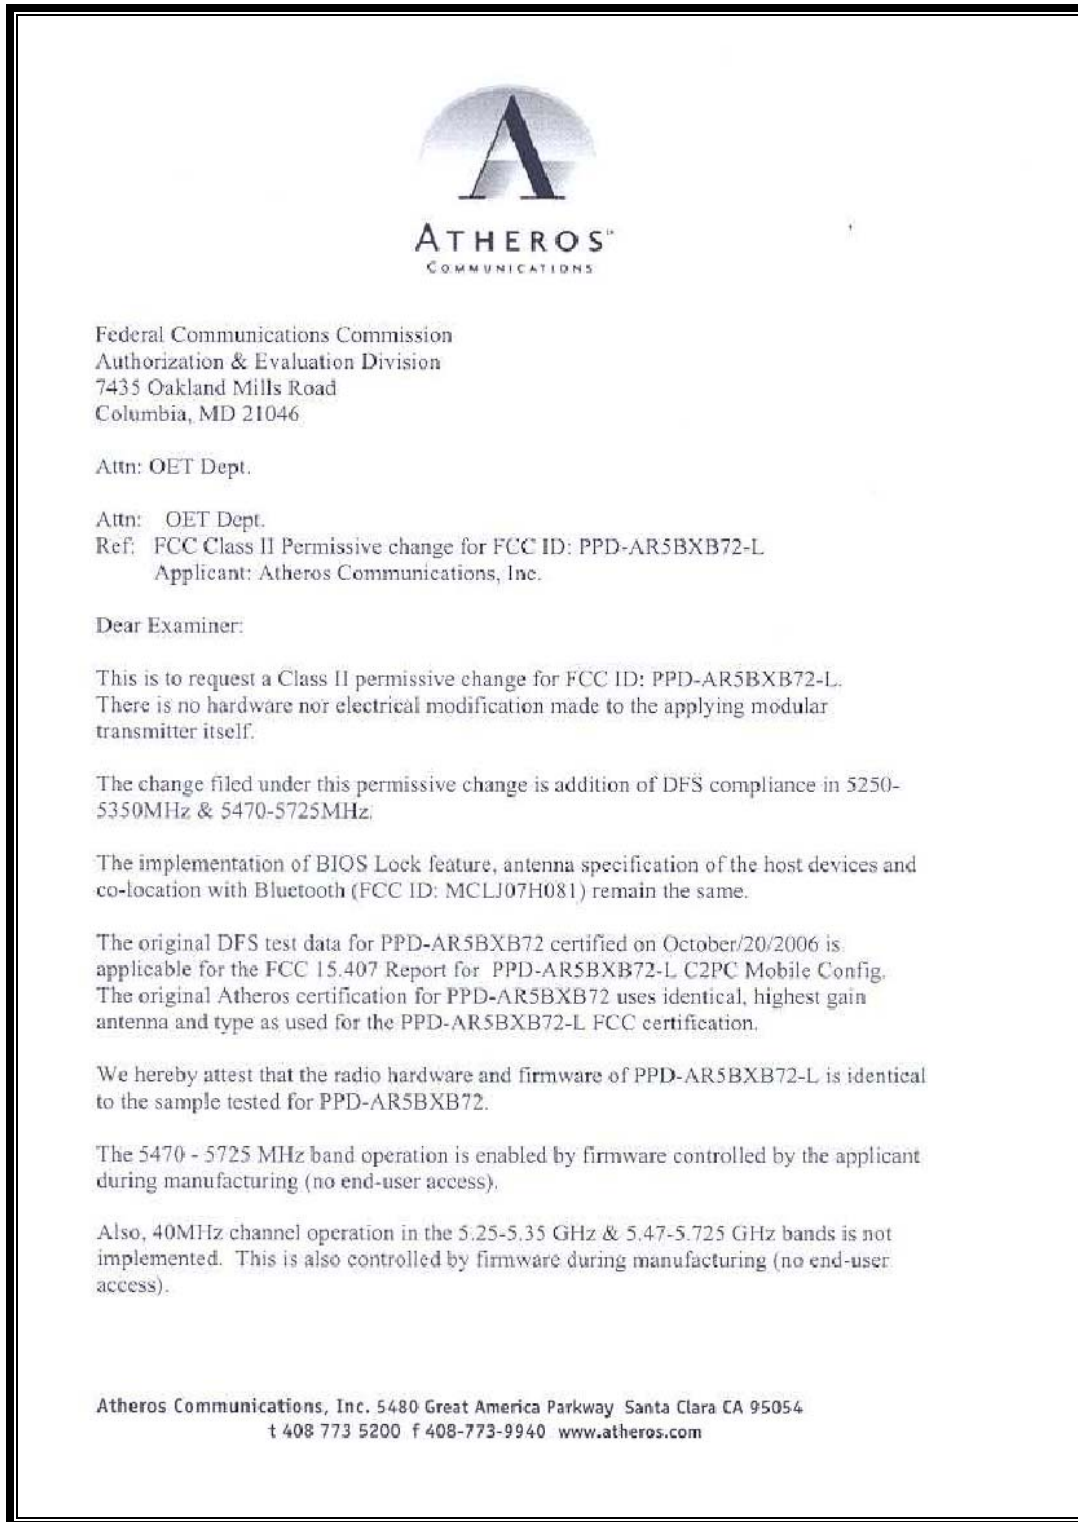 A
ATHEROS™
COMMUNICATIONS
Federal Communications Commission
Authorization & Evaluation Division
7435 Oakland Mills Road
Columbia, MD 21046
Attn: OET Dept.
Attn: OET Dept.
Ref: FCC Class II Permissive change for FCC ID: PPD-AR5BXB72-L
Applicant: Atheros Communications, Inc.
Dear Examiner:
This is to request a Class II permissive change for FCC ID: PPD-AR5BXB72-L.
There is no hardware nor electrical modification made to the applying modular
transmitter itself.
The change filed under this permissive change is addition of DFS compliance in 5250-
5350MHz & 5470-5725MHz.
The implementation of BIOS Lock feature, antenna specification of the host devices and
co-location with Bluetooth (FCC ID: MCLJ07H081) remain the same.
The original DFS test data for PPD-AR5BXB72 certified on October/20/2006 is
applicable for the FCC 15.407 Report for PPD-AR5BXB72-L C2PC Mobile Config.
The original Atheros certification for PPD-AR5BXB72 uses identical, highest gain
antenna and type as used for the PPD-AR5BXB72-L FCC certification.
We hereby attest that the radio hardware and firmware of PPD-AR5BXB72-L is identical
to the sample tested for PPD-AR5BXB72.
The 5470 - 5725 MHz band operation is enabled by firmware controlled by the applicant
during manufacturing (no end-user access).
Also, 40MHz channel operation in the 5.25-5.35 GHz & 5.47-5.725 GHz bands is not
implemented. This is also controlled by firmware during manufacturing (no end-user
access).
Atheros Communications, Inc. 5480 Great America Parkway Santa Clara CA 95054
t 408 773 5200 f 408-773-9940 www.atheros.com